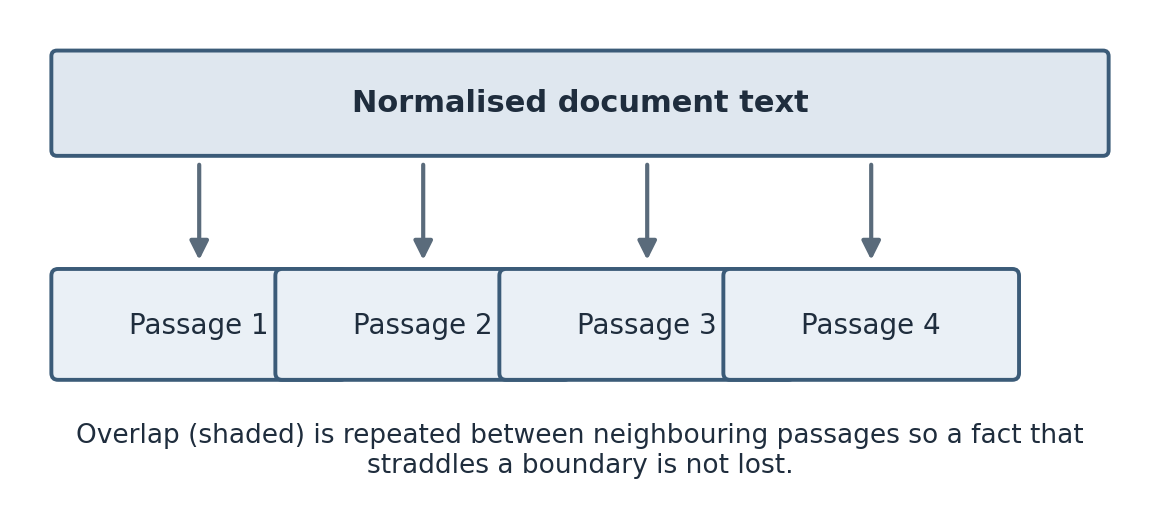 Normalised document text
Passage 1 Passage 2 Passage 3 Passage 4
Overlap (shaded) is repeated between neighbouring passages so a fact that
straddles a boundary is not lost.